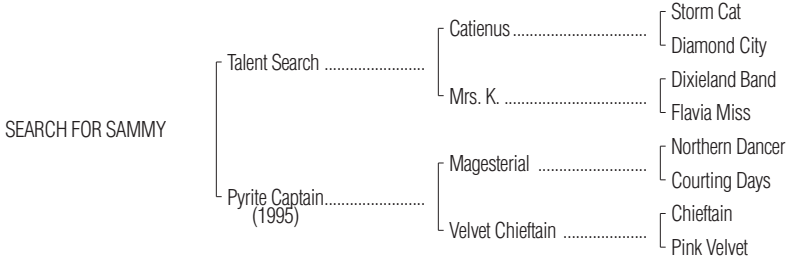 Storm Cat
Catienus ..............................
Diamond City
Talent Search ......................
Dixieland Band
Mrs. K. ................................
Flavia Miss
SEARCH FOR SAMMY
Northern Dancer
Magesterial ........................
Courting Days
Pyrite Captain......................
(1995)
Chieftain
Velvet Chieftain ...................
Pink Velvet